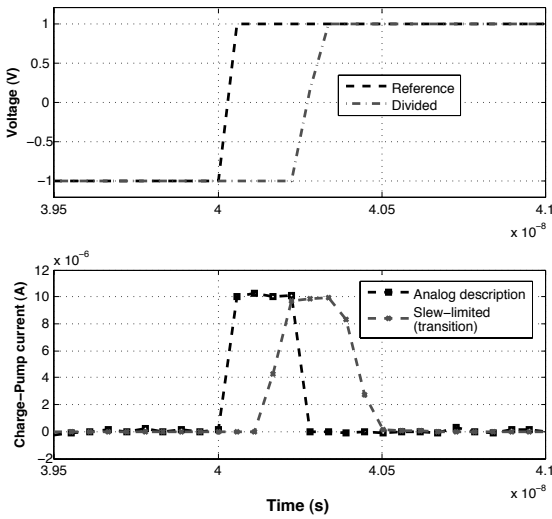 1
0.5
0
−0.5
−1
Voltage (V)
Reference
Divided
3.95
4
4.05
4.1
x 10⁻⁸
x 10⁻⁶
12
10
8
6
4
2
0
−2
Charge−Pump current (A)
Analog description
Slew−limited
(transition)
3.95
4
4.05
4.1
x 10⁻⁸
Time (s)